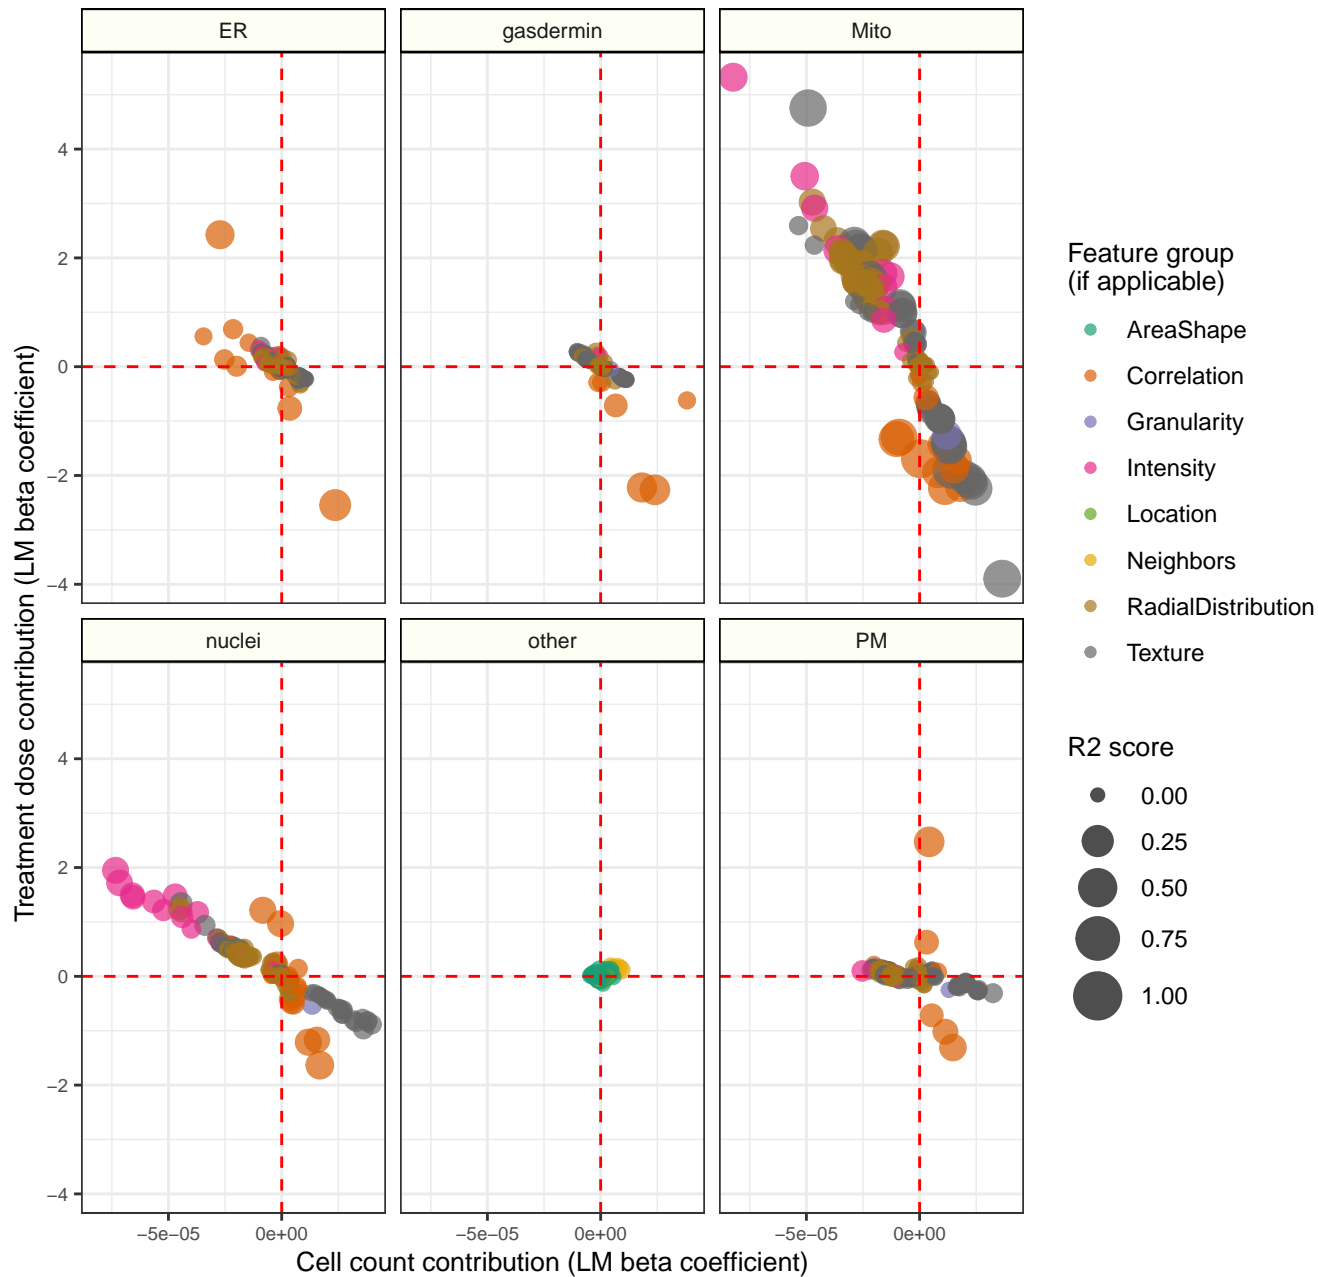 ER
gasdermin
Mito
4
2
0
−2
−4
nuclei
other
PM
4
2
0
−2
−4
−5e−05
0e+00
−5e−05
0e+00
−5e−05
0e+00
Cell count contribution (LM beta coefficient)
Treatment dose contribution (LM beta coefficient)
Feature group
(if applicable)
AreaShape
Correlation
Granularity
Intensity
Location
Neighbors
RadialDistribution
Texture
R2 score
0.00
0.25
0.50
0.75
1.00